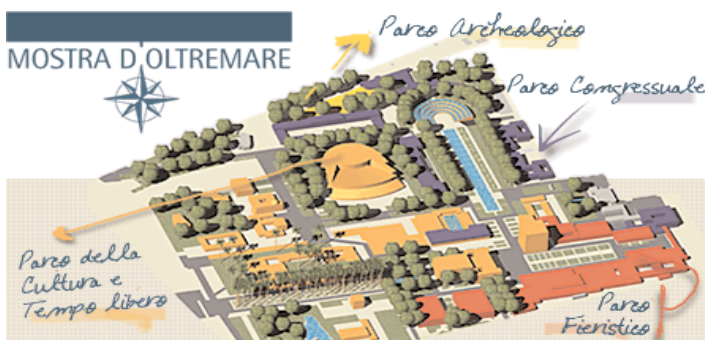 Parco Archeologico
MOSTRA D'OLTREMARE
Parco Congressuale
Parco della
Cultura e
Tempo libero
Parco
Fieristico